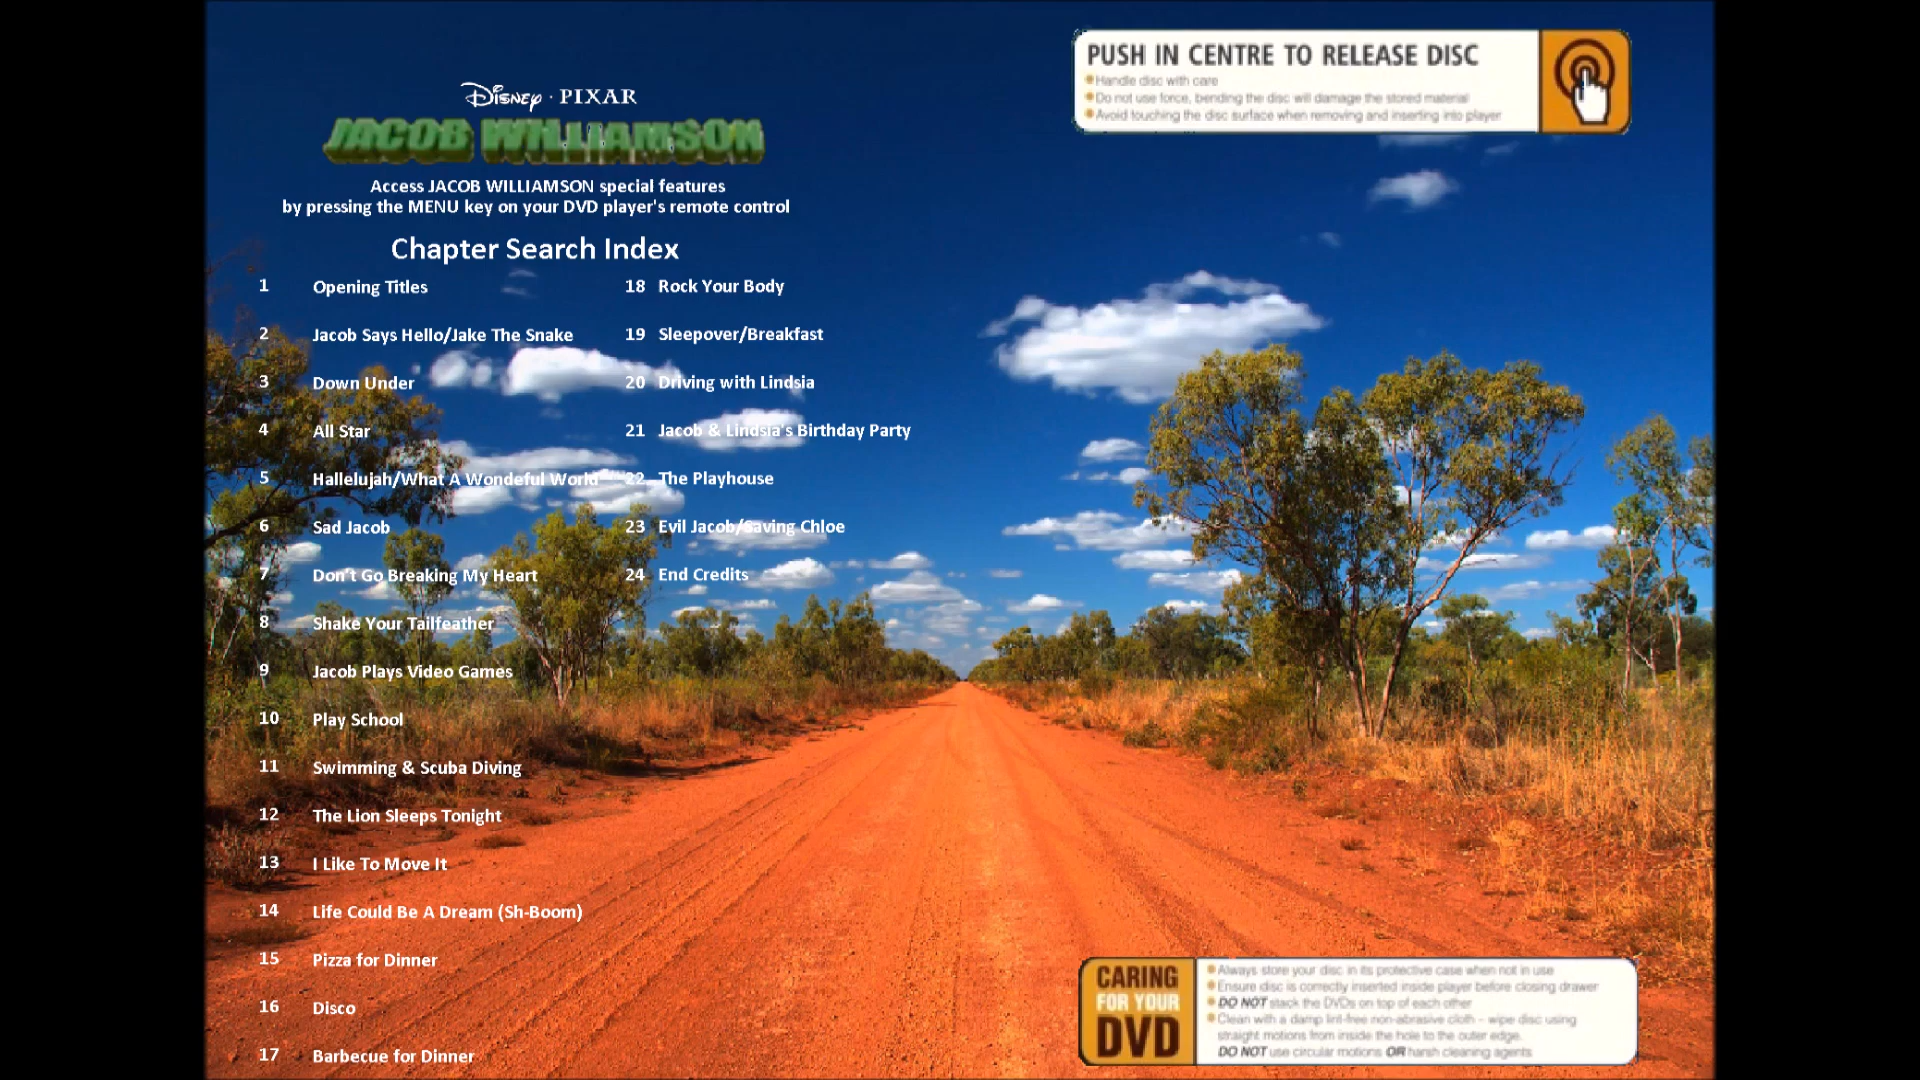 DISNEY · PIXAR
JACOB WILLIAMSON
Access JACOB WILLIAMSON special features
by pressing the MENU key on your DVD player's remote control
Chapter Search Index
1 Opening Titles
2 Jacob Says Hello/Jake The Snake
3 Down Under
4 All Star
5 Hallelujah/What A Wondeful World
6 Sad Jacob
7 Don't Go Breaking My Heart
8 Shake Your Tailfeather
9 Jacob Plays Video Games
10 Play School
11 Swimming & Scuba Diving
12 The Lion Sleeps Tonight
13 I Like To Move It
14 Life Could Be A Dream (Sh-Boom)
15 Pizza for Dinner
16 Disco
17 Barbecue for Dinner
18 Rock Your Body
19 Sleepover/Breakfast
20 Driving with Lindsia
21 Jacob & Lindsia's Birthday Party
22 The Playhouse
23 Evil Jacob/Saving Chloe
24 End Credits
PUSH IN CENTRE TO RELEASE DISC
Handle disc with care
Do not use force, bending the disc will damage the stored material
Avoid touching the disc surface when removing and inserting into player
CARING
FOR YOUR
DVD
Always store your disc in its protective case when not in use
Ensure disc is correctly inserted inside player before closing drawer
DO NOT stack the DVDs on top of each other
Clean with a damp lint-free non-abrasive cloth - wipe disc using
straight motions from inside the hole to the outer edge.
DO NOT use circular motions OR harsh cleaning agents